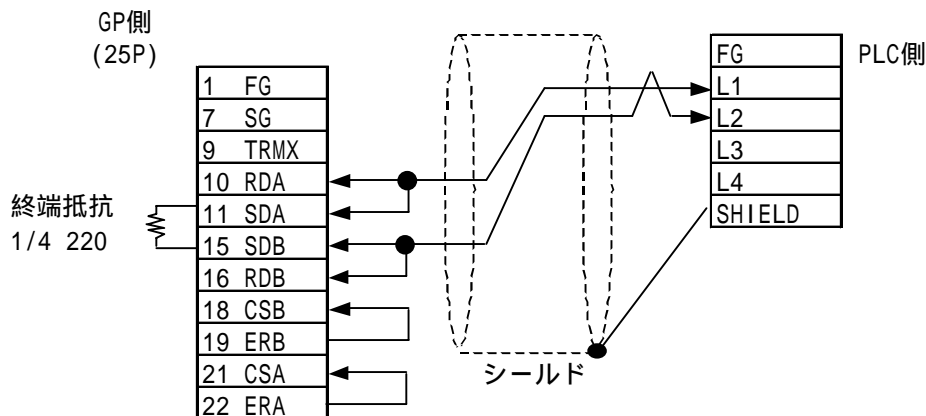 GP側
(25P)
1 FG
7 SG
9 TRMX
10 RDA
11 SDA
15 SDB
16 RDB
18 CSB
19 ERB
21 CSA
22 ERA
終端抵抗
1/4 220
シールド
FG
L1
L2
L3
L4
SHIELD
PLC側